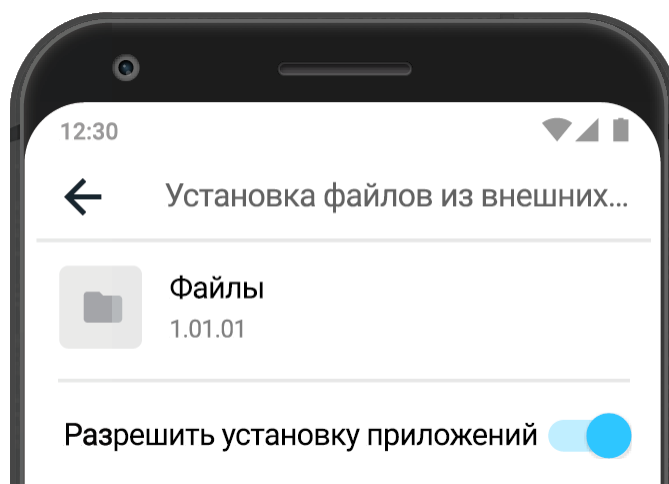 12:30
Установка файлов из внешних...
Файлы
1.01.01
Разрешить установку приложений